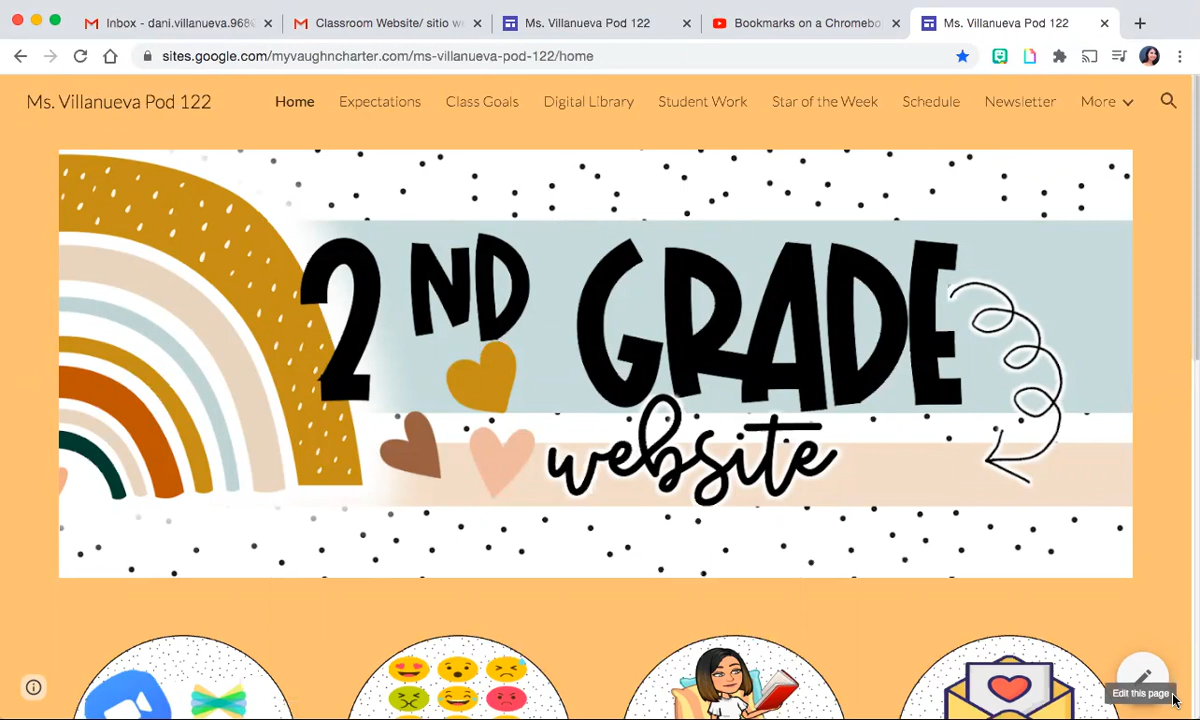 Inbox - dani.villanueva.968
Classroom Website/ sitio w
Ms. Villanueva Pod 122
Bookmarks on a Chromebo
Ms. Villanueva Pod 122
sites.google.com/myvaughncharter.com/ms-villanueva-pod-122/home
Ms. Villanueva Pod 122
Home Expectations Class Goals Digital Library Student Work Star of the Week Schedule Newsletter More
2ND GRADE
website
Edit this page